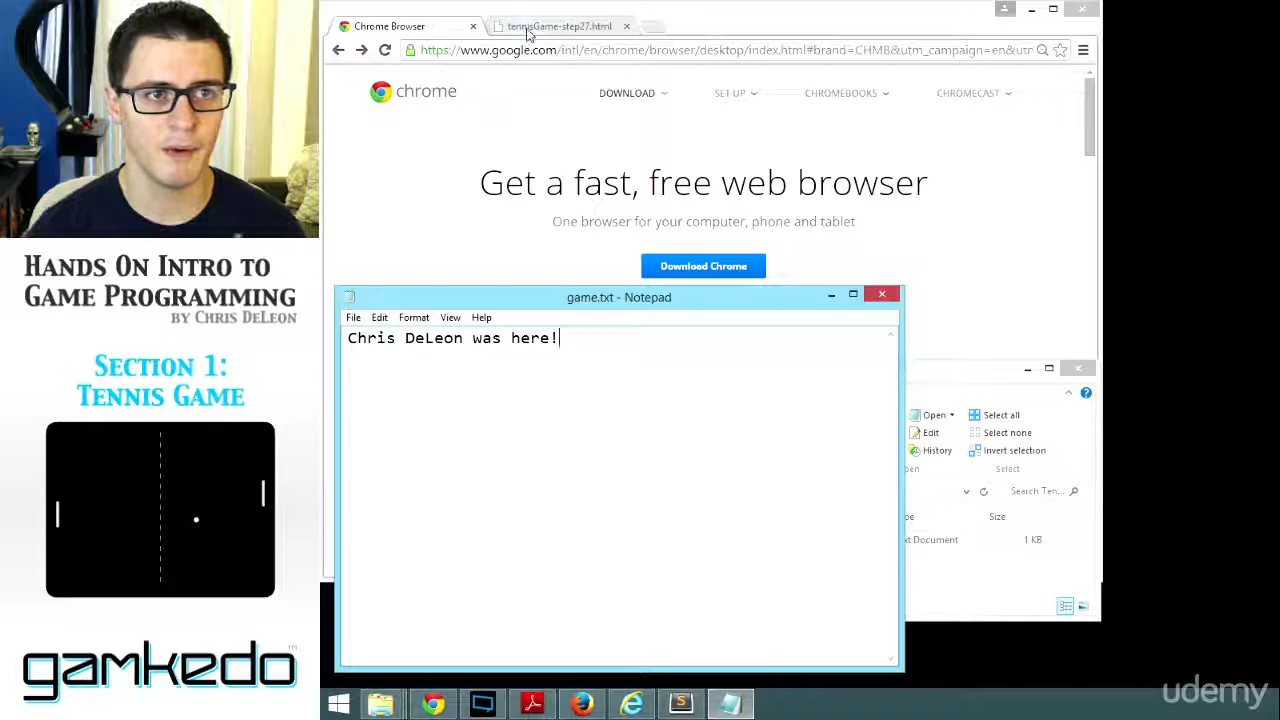 Chrome Browser
tennisGame-step27.html
https://www.google.com/intl/en/chrome/browser/desktop/index.html#brand=CHMB&utm_campaign=en&utm
chrome
DOWNLOAD
SET UP
CHROMEBOOKS
CHROMECAST
Get a fast, free web browser
One browser for your computer, phone and tablet
Download Chrome
game.txt - Notepad
File Edit Format View Help
Chris DeLeon was here!
Open
Select all
Edit
Select none
History
Invert selection
Select
Search Ten...
Size
1 KB
Hands On Intro to
Game Programming
by Chris DeLeon
Section 1:
Tennis Game
gamkedo™
udemy